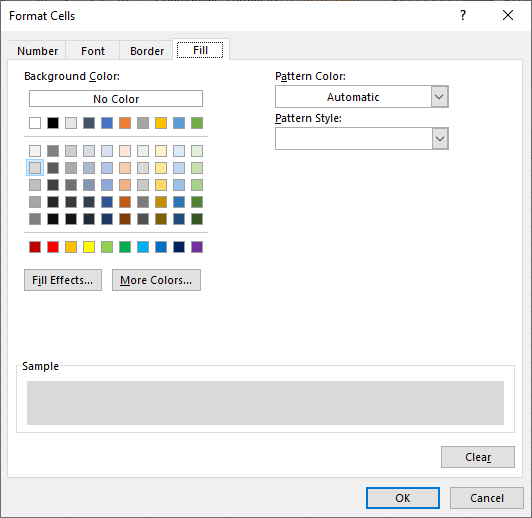 Format Cells
?
Number Font Border Fill
Background Color: Pattern Color:
No Color Automatic
Pattern Style:
Fill Effects... More Colors...
Sample
Clear
OK Cancel